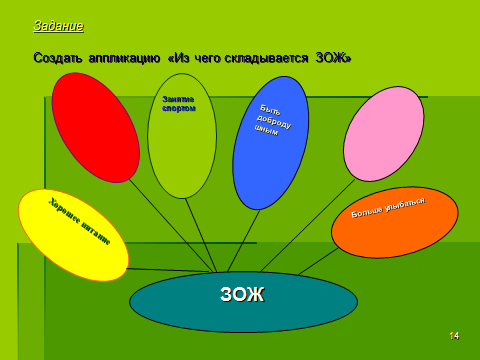 Задание
Создать аппликацию «Из чего складывается ЗОЖ»
Занятие
спортом
Быть
доброду
шным
Хорошее питание
Больше улыбаться
ЗОЖ
14